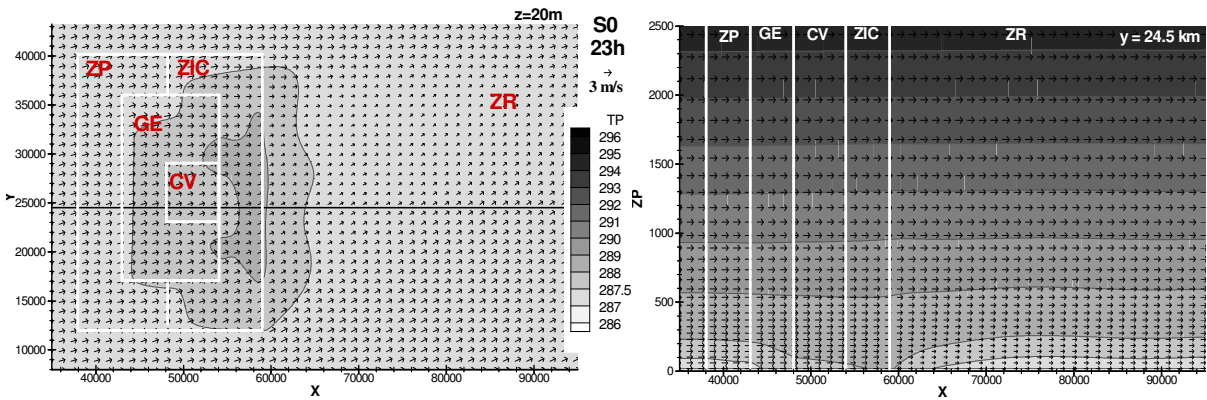 z=20m
S0
23h
3 m/s
TP
296
295
294
293
292
291
290
289
288
287.5
287
286
ZP
ZIC
GE
CV
ZR
Y
40000
35000
30000
25000
20000
15000
10000
40000 50000 60000 70000 80000 90000
X
ZP GE CV ZIC ZR y = 24.5 km
ZP
2500
2000
1500
1000
500
0
40000 50000 60000 70000 80000 90000
X